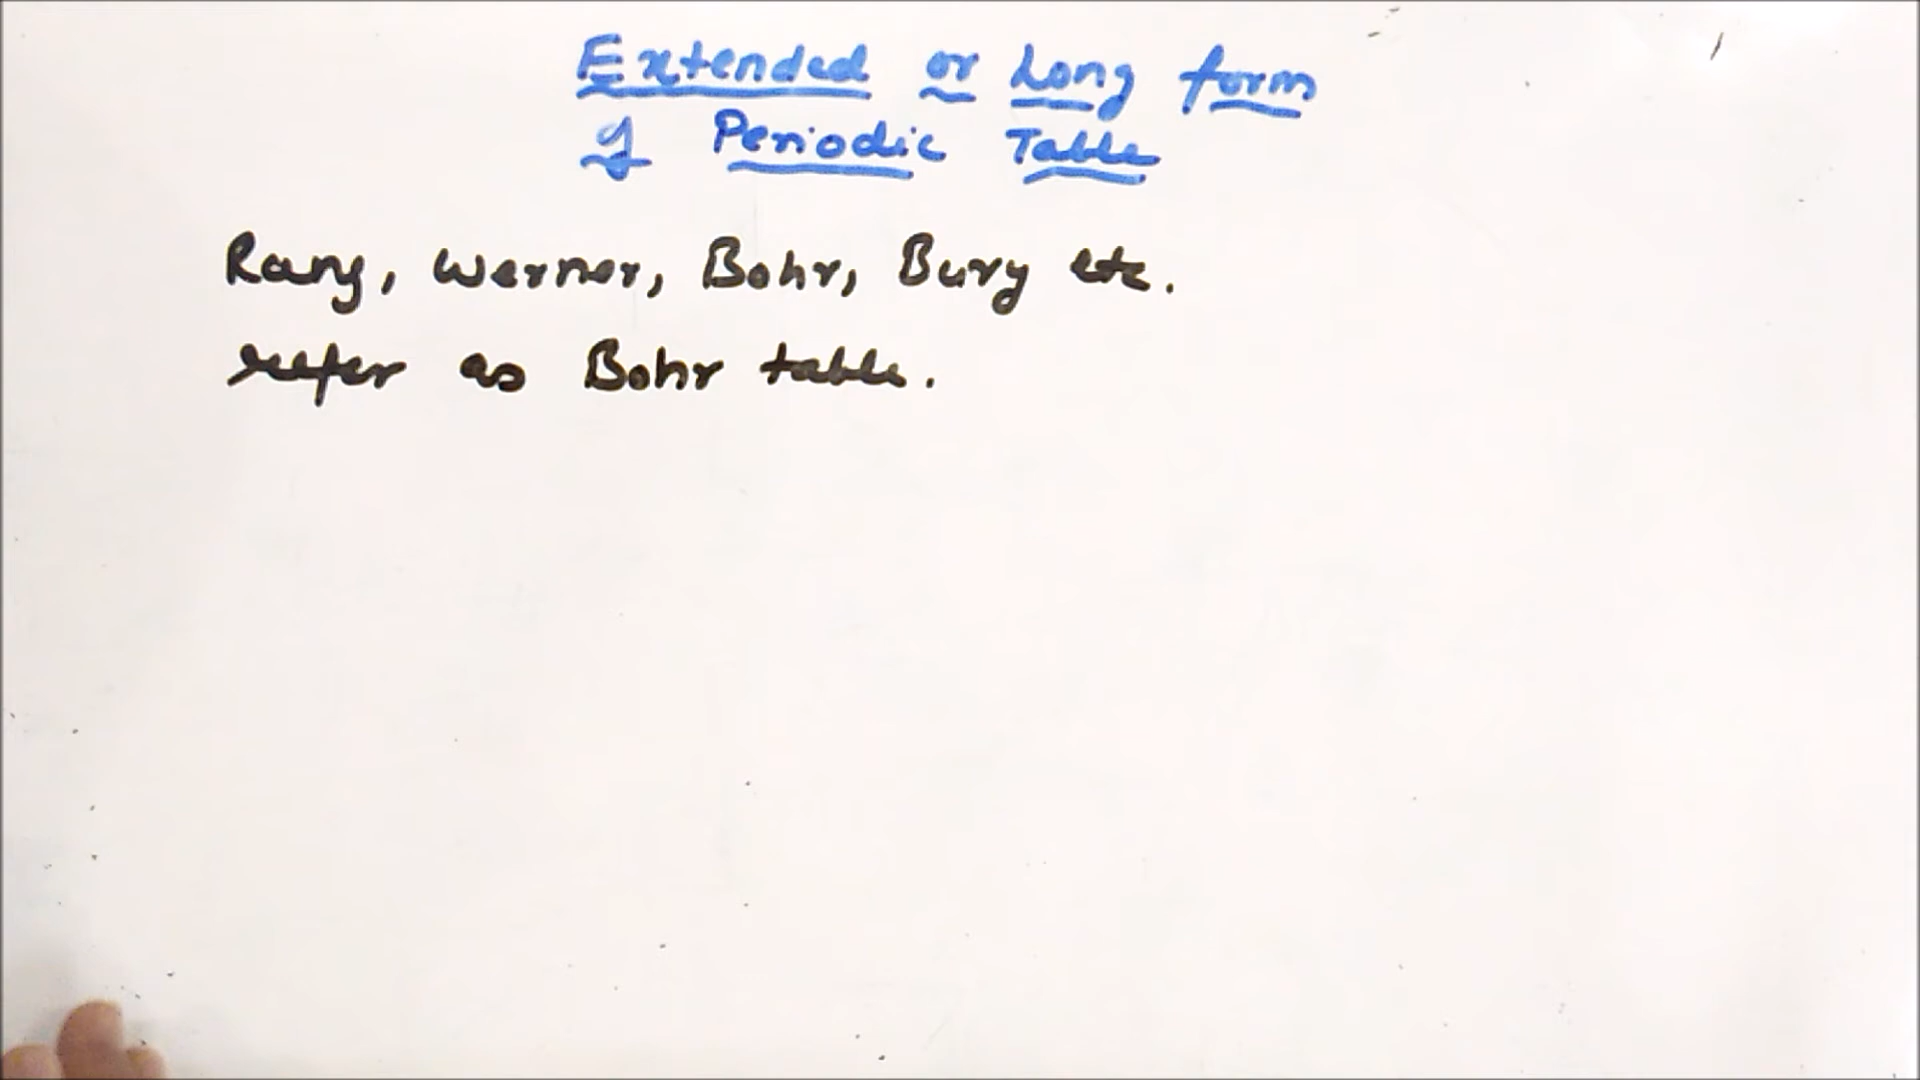 Extended or Long form
of Periodic Table
Rang, Werner, Bohr, Bury etc.
refer as Bohr table.